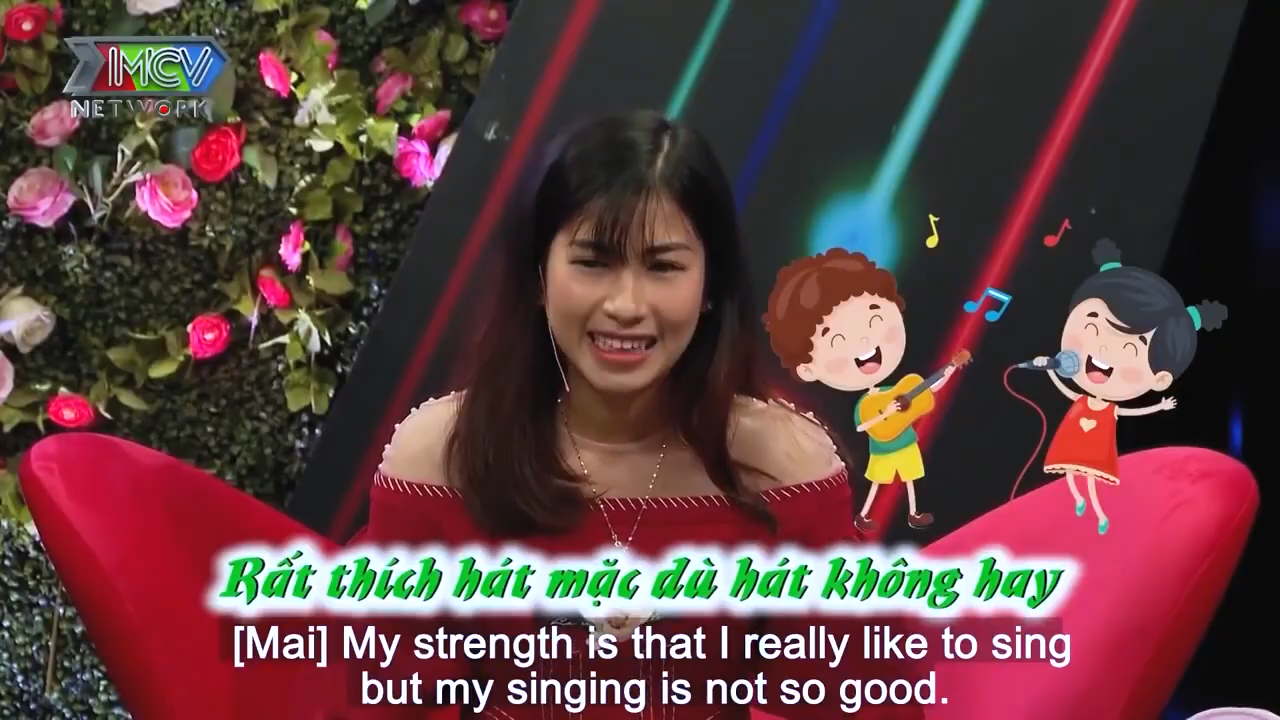 MCV
NETWORK
Rất thích hát mặc dù hát không hay
[Mai] My strength is that I really like to sing
but my singing is not so good.